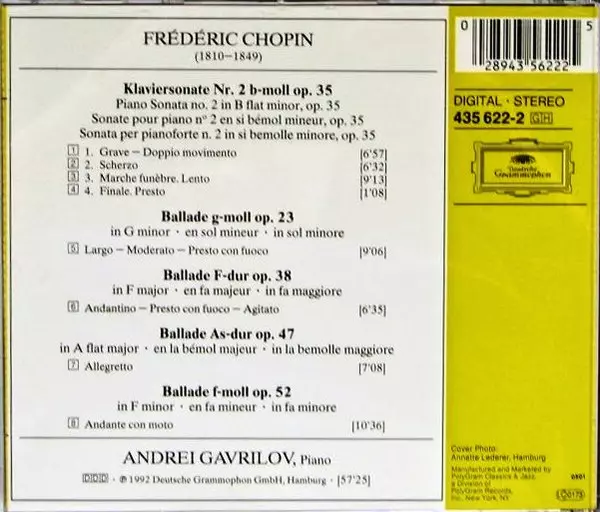 FRÉDÉRIC CHOPIN
(1810–1849)
Klaviersonate Nr. 2 b-moll op. 35
Piano Sonata no. 2 in B flat minor, op. 35
Sonate pour piano n° 2 en si bémol mineur, op. 35
Sonata per pianoforte n. 2 in si bemolle minore, op. 35
1 1. Grave – Doppio movimento [6'57]
2 2. Scherzo [6'32]
3 3. Marche funèbre. Lento [9'13]
4 4. Finale. Presto [1'08]
Ballade g-moll op. 23
in G minor · en sol mineur · in sol minore
5 Largo – Moderato – Presto con fuoco [9'06]
Ballade F-dur op. 38
in F major · en fa majeur · in fa maggiore
6 Andantino – Presto con fuoco – Agitato [6'35]
Ballade As-dur op. 47
in A flat major · en la bémol majeur · in la bemolle maggiore
7 Allegretto [7'08]
Ballade f-moll op. 52
in F minor · en fa mineur · in fa minore
8 Andante con moto [10'36]
ANDREI GAVRILOV, Piano
DDD · ℗ 1992 Deutsche Grammophon GmbH, Hamburg · [57'25]
0 28943 56222 5
DIGITAL · STEREO
435 622-2 GH
Deutsche
Grammophon
Cover Photo:
Annette Lederer, Hamburg
Manufactured and Marketed by
PolyGram Classics & Jazz,
a Division of
PolyGram Records,
Inc., New York, NY